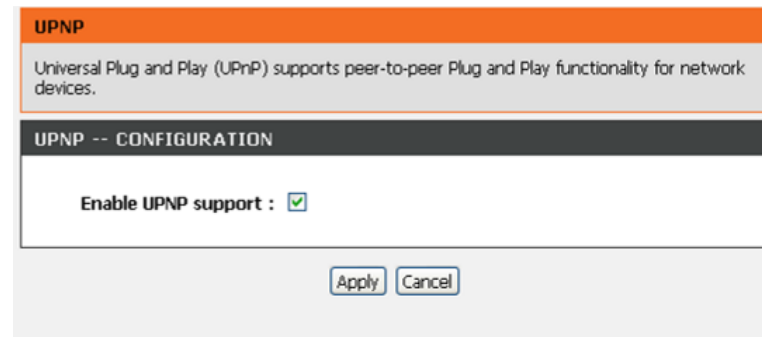 UPNP
Universal Plug and Play (UPnP) supports peer-to-peer Plug and Play functionality for network
devices.
UPNP -- CONFIGURATION
Enable UPNP support :
Apply Cancel